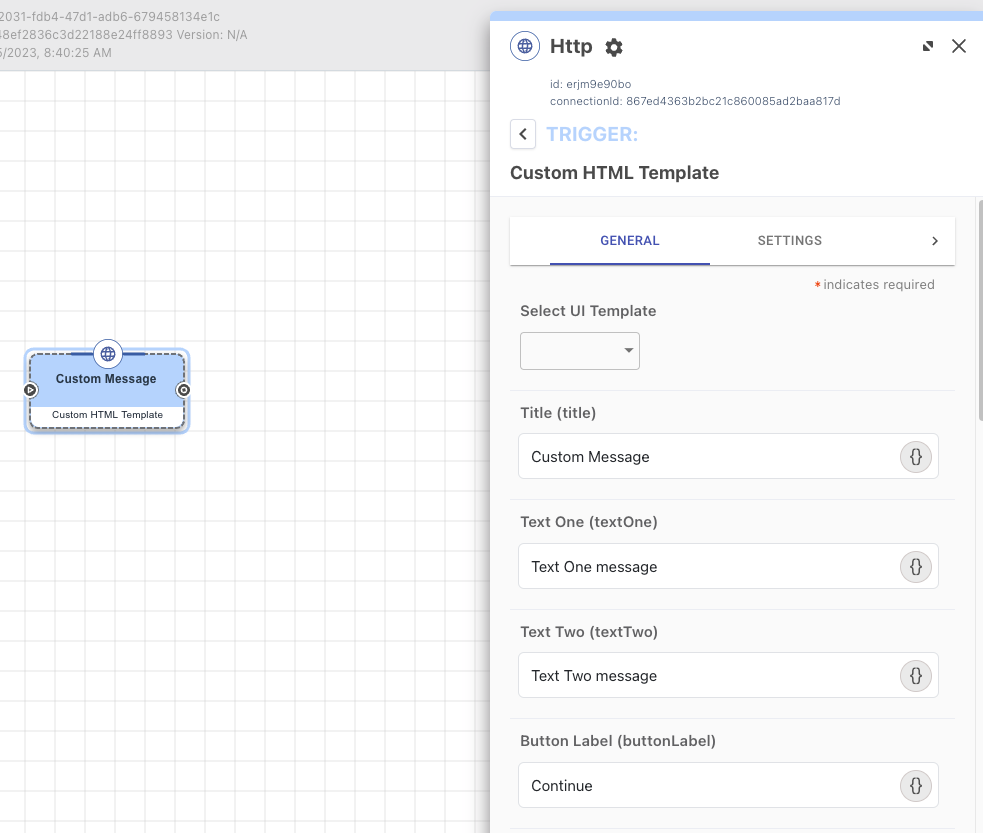 2031-fdb4-47d1-adb6-679458134e1c
48ef2836c3d22188e24ff8893 Version: N/A
/2023, 8:40:25 AM
Custom Message
Custom HTML Template
Http
id: erjm9e90bo
connectionId: 867ed4363b2bc21c860085ad2baa817d
TRIGGER:
Custom HTML Template
GENERAL SETTINGS
* indicates required
Select UI Template
Title (title)
Custom Message {}
Text One (textOne)
Text One message {}
Text Two (textTwo)
Text Two message {}
Button Label (buttonLabel)
Continue {}